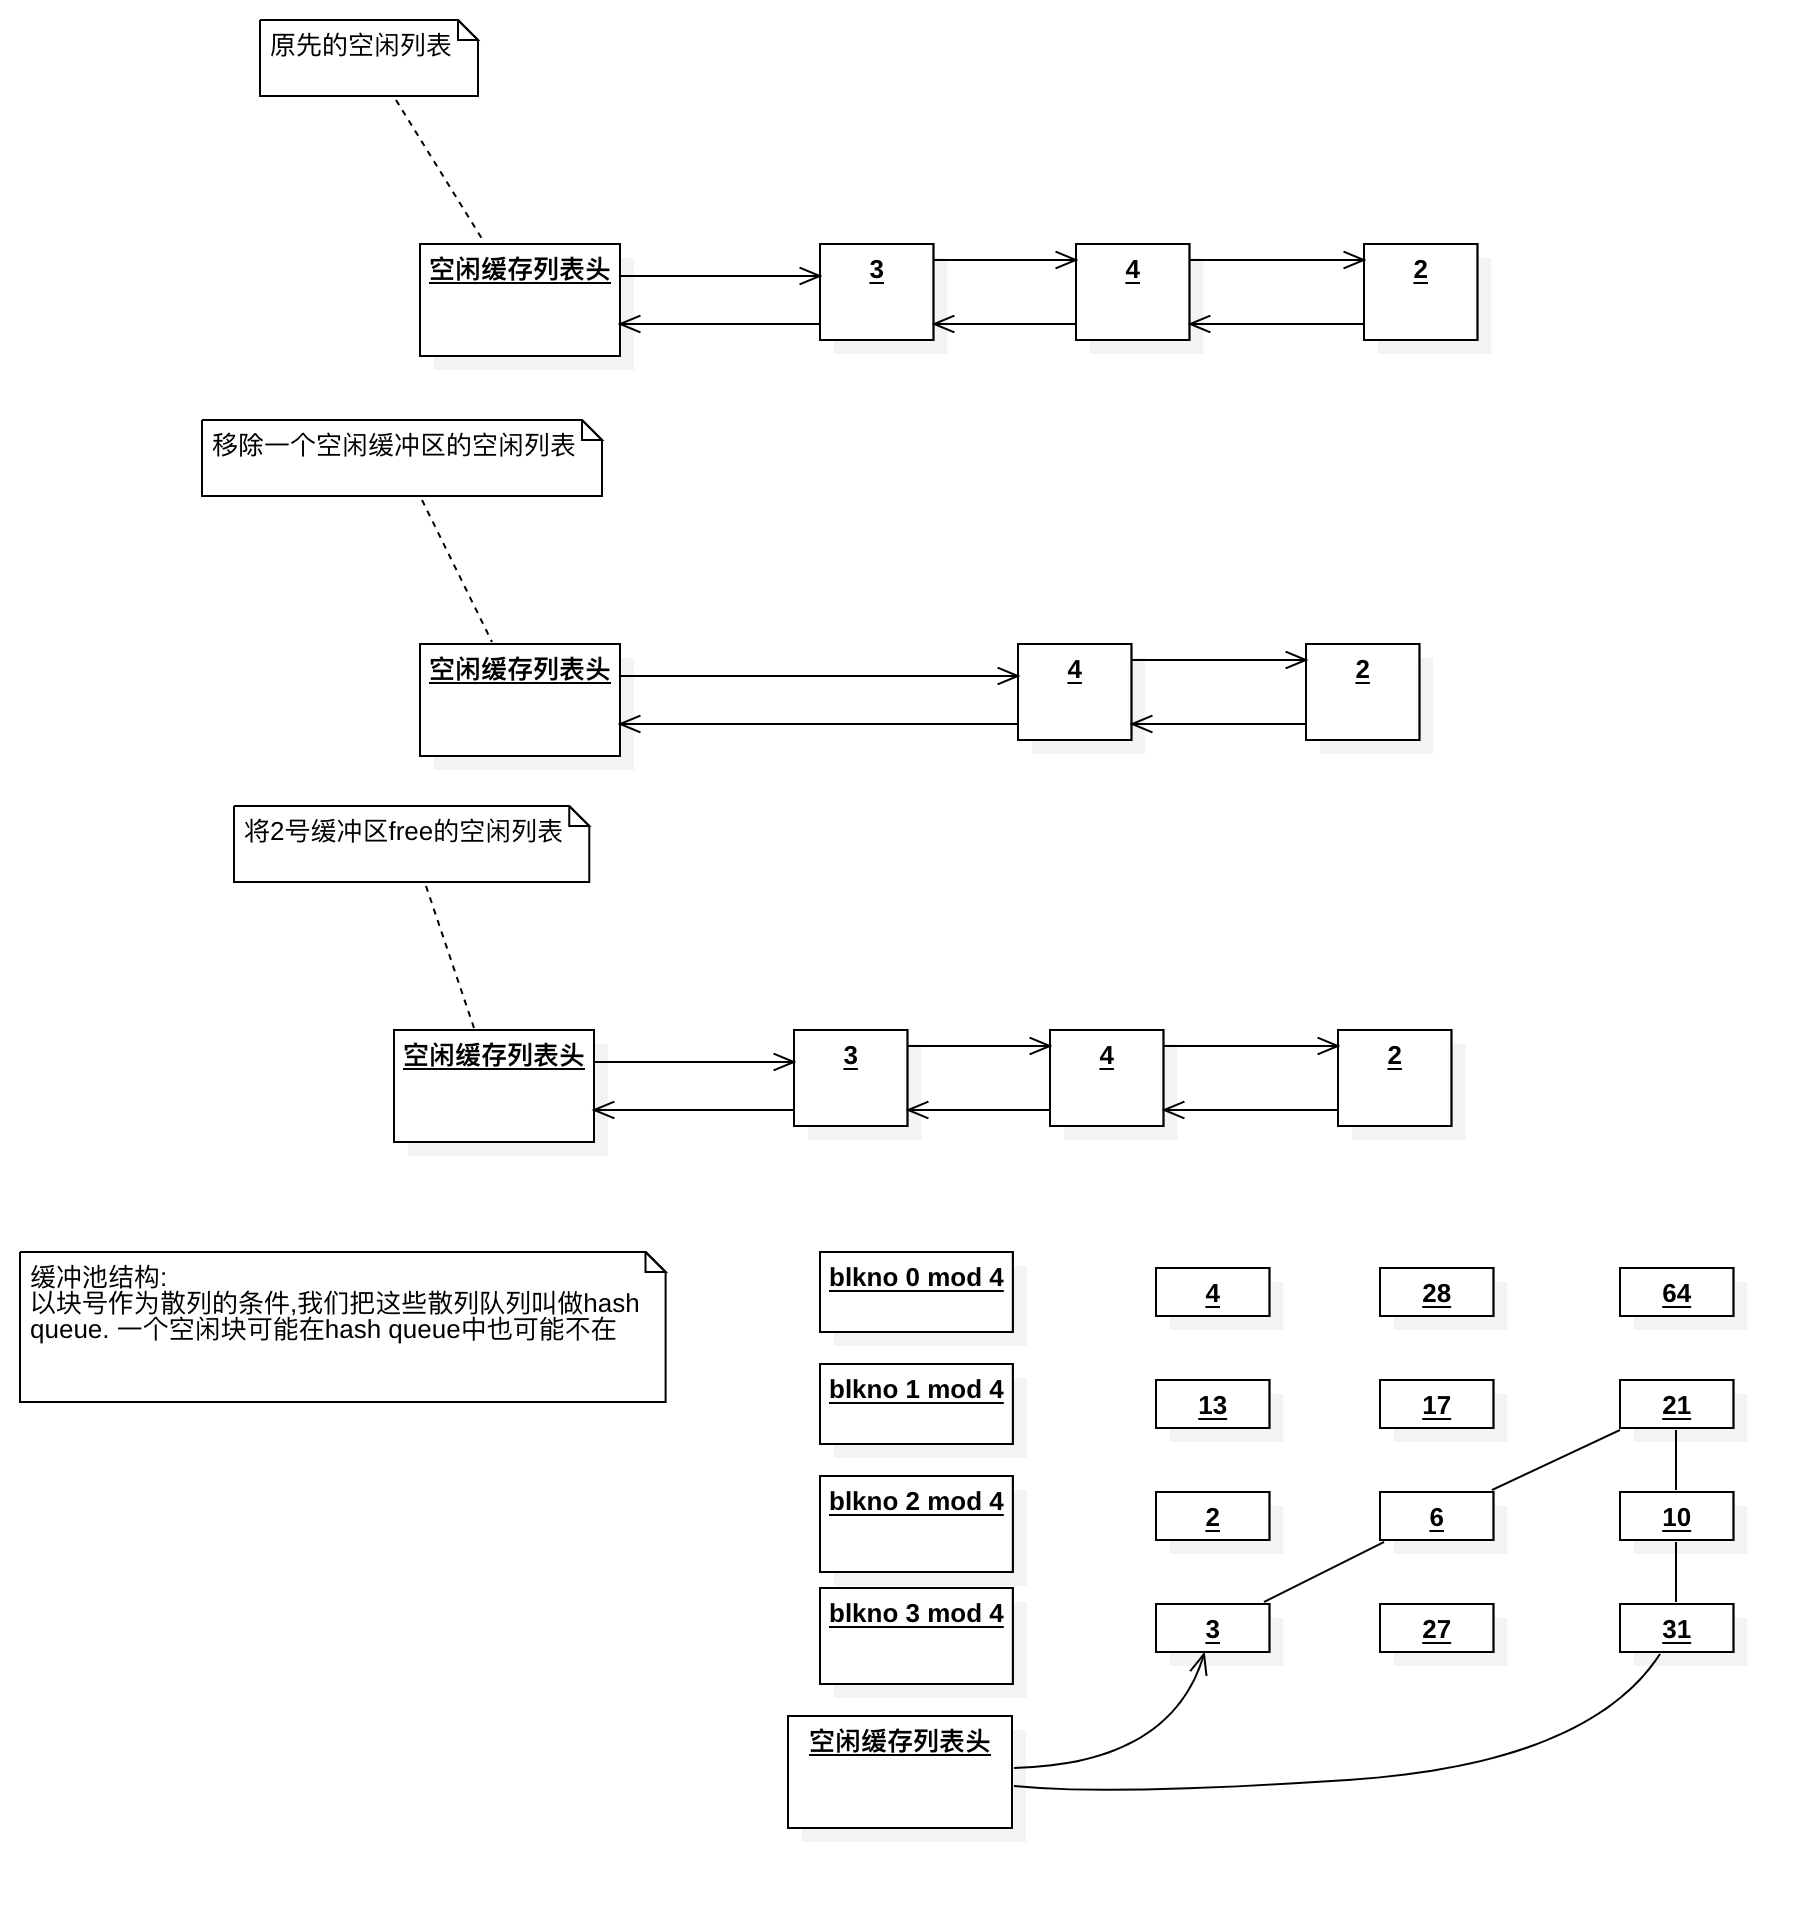 原先的空闲列表
空闲缓存列表头
3
4
2
移除一个空闲缓冲区的空闲列表
空闲缓存列表头
4
2
将2号缓冲区free的空闲列表
空闲缓存列表头
3
4
2
缓冲池结构:
以块号作为散列的条件,我们把这些散列队列叫做hash
queue. 一个空闲块可能在hash queue中也可能不在
blkno 0 mod 4
4
28
64
blkno 1 mod 4
13
17
21
blkno 2 mod 4
2
6
10
blkno 3 mod 4
3
27
31
空闲缓存列表头